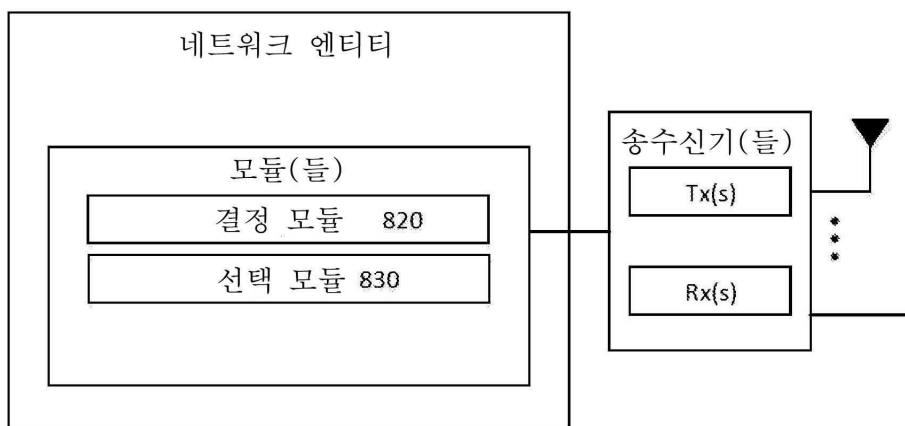 네트워크 엔티티
모듈(들)
결정 모듈 820
선택 모듈 830
송수신기(들)
Tx(s)
Rx(s)